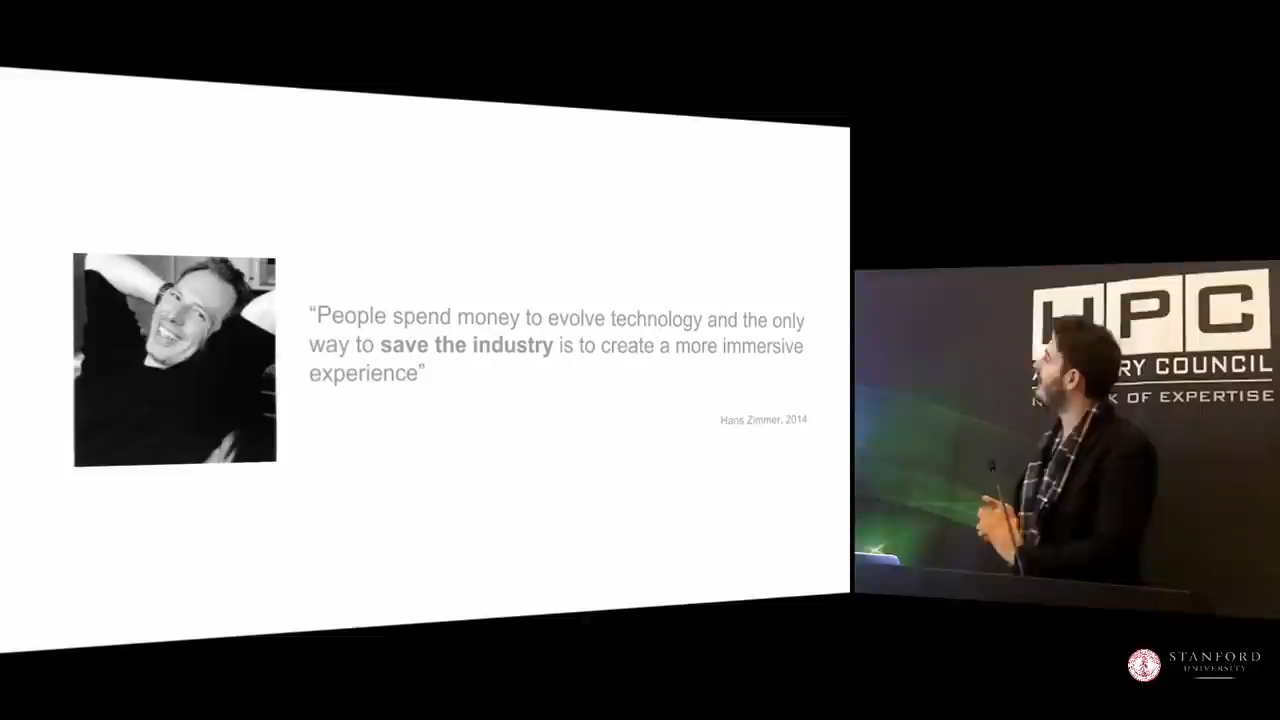 “People spend money to evolve technology and the only
way to save the industry is to create a more immersive
experience”
Hans Zimmer, 2014
HPC
RY COUNCIL
K OF EXPERTISE
STANFORD
UNIVERSITY